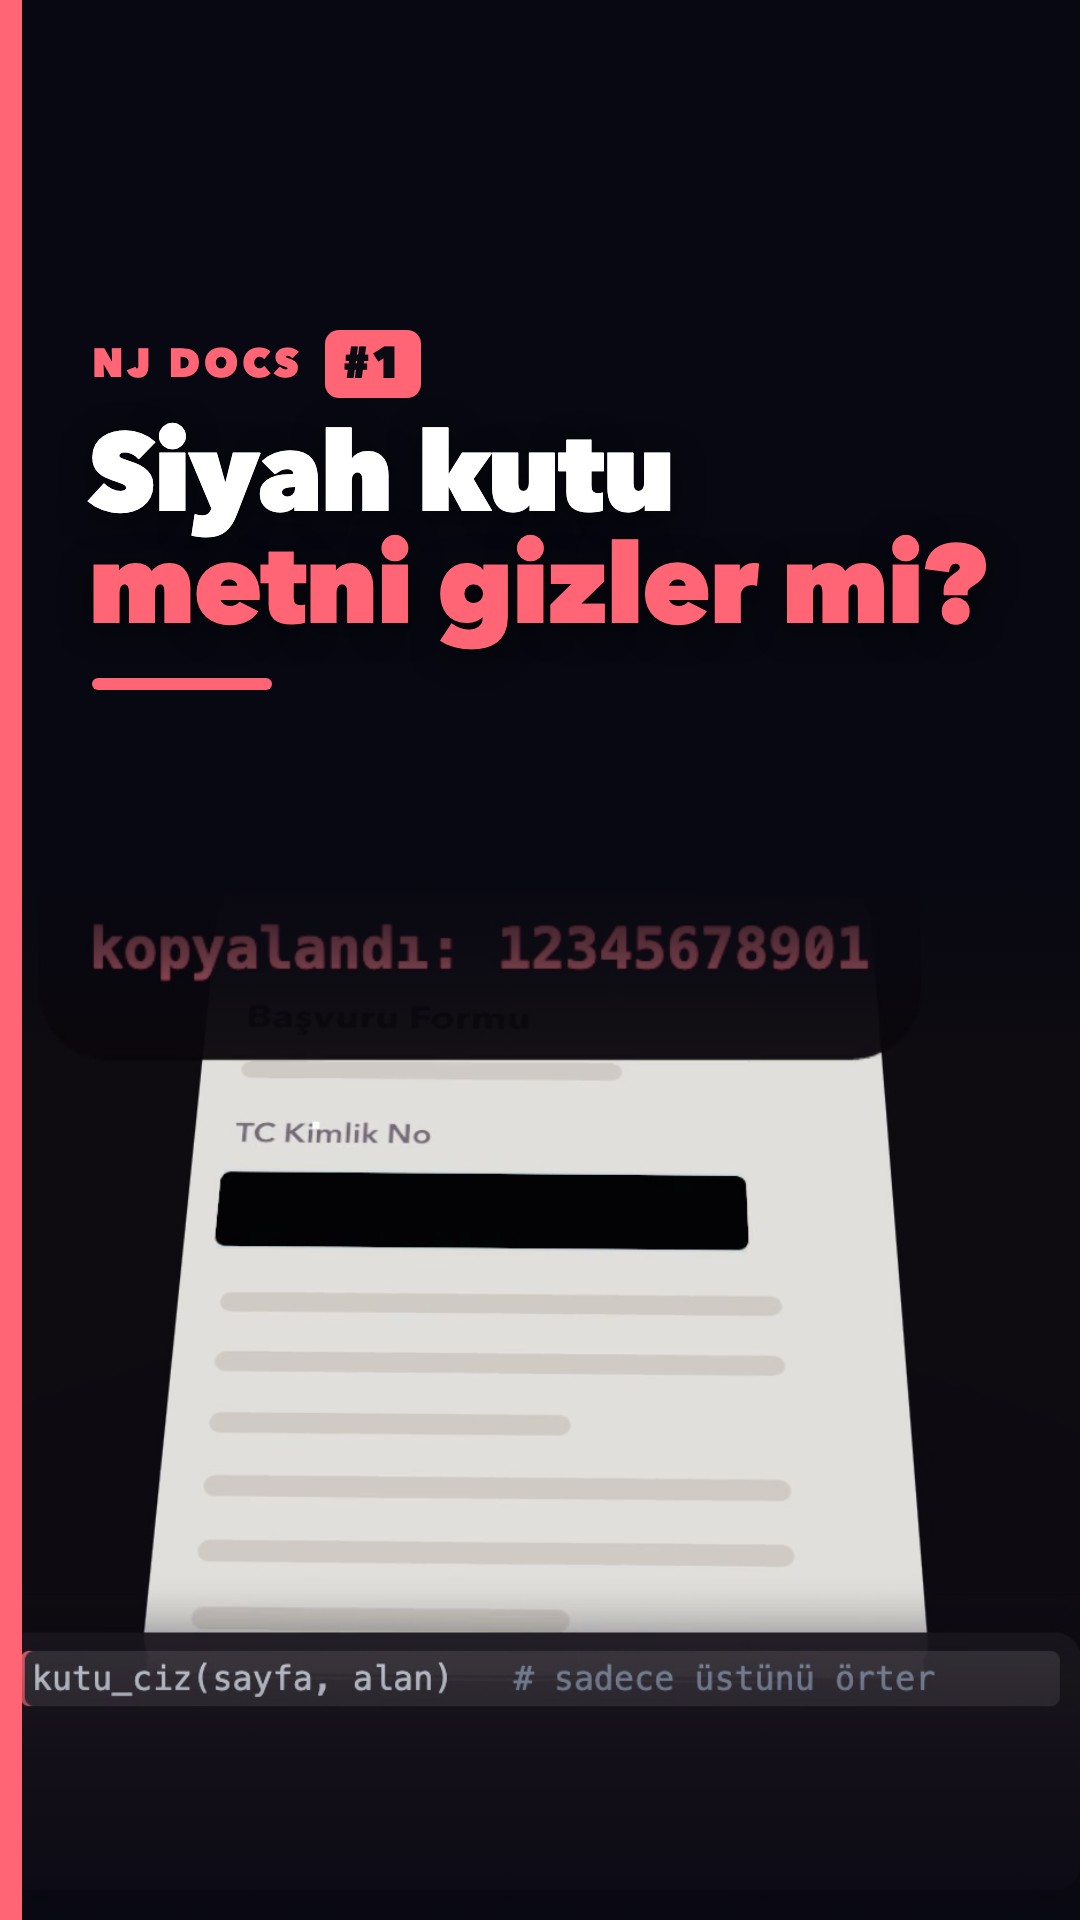 NJ DOCS #1
Siyah kutu
metni gizler mi?
kopyalandı: 12345678901
Başvuru Formu
TC Kimlik No
kutu_ciz(sayfa, alan)   # sadece üstünü örter